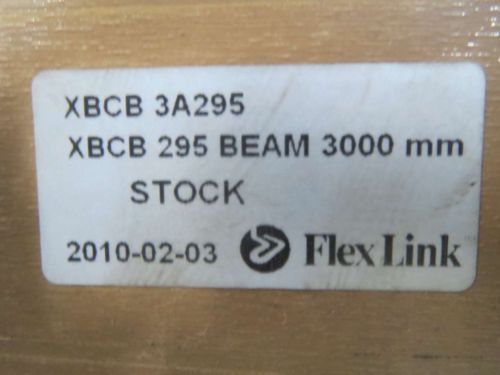 XBCB 3A295
XBCB 295 BEAM 3000 mm
STOCK
2010-02-03 FlexLink